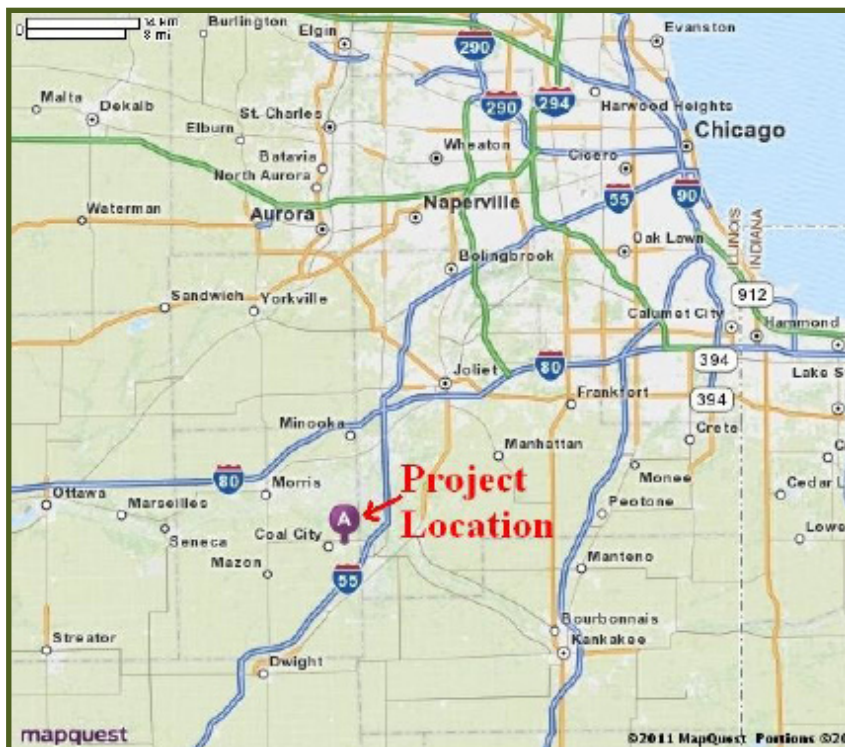 14 km
0
8 mi
Burlington
Elgin
290
Evanston
Malta
Dekalb
St. Charles
290
294
Harwood Heights
Elburn
Chicago
Batavia
Wheaton
Cicero
North Aurora
55
90
Waterman
Aurora
Naperville
Oak Lawn
ILLINOIS
INDIANA
Bolingbrook
Sandwich
Yorkville
912
Calumet City
Hammond
394
Joliet
80
Lake S
Frankfort
394
Minooka
Crete
Manhattan
80
Morris
Project
Monee
Cedar L
Ottawa
Marseilles
A
Location
Peotone
Seneca
Coal City
Lowe
Mazon
55
Manteno
Streator
Bourbonnais
Kankakee
Dwight
mapquest
©2011 MapQuest Portions ©20